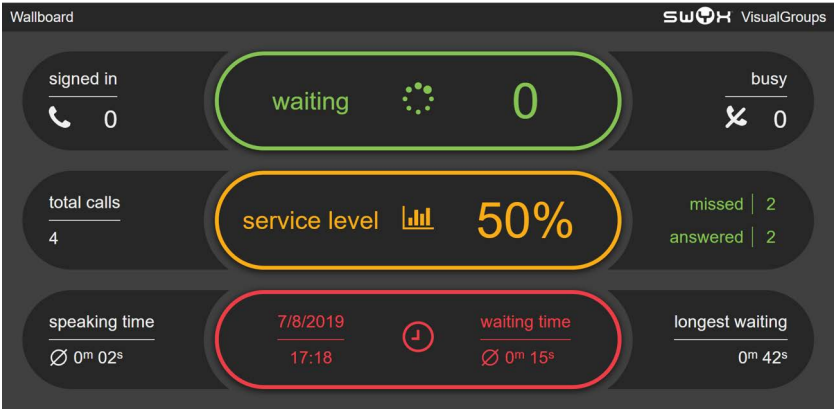 Wallboard
swyx VisualGroups
signed in
0
waiting
0
busy
0
total calls
4
service level
50%
missed | 2
answered | 2
speaking time
Ø 0m 02s
7/8/2019
17:18
waiting time
Ø 0m 15s
longest waiting
0m 42s